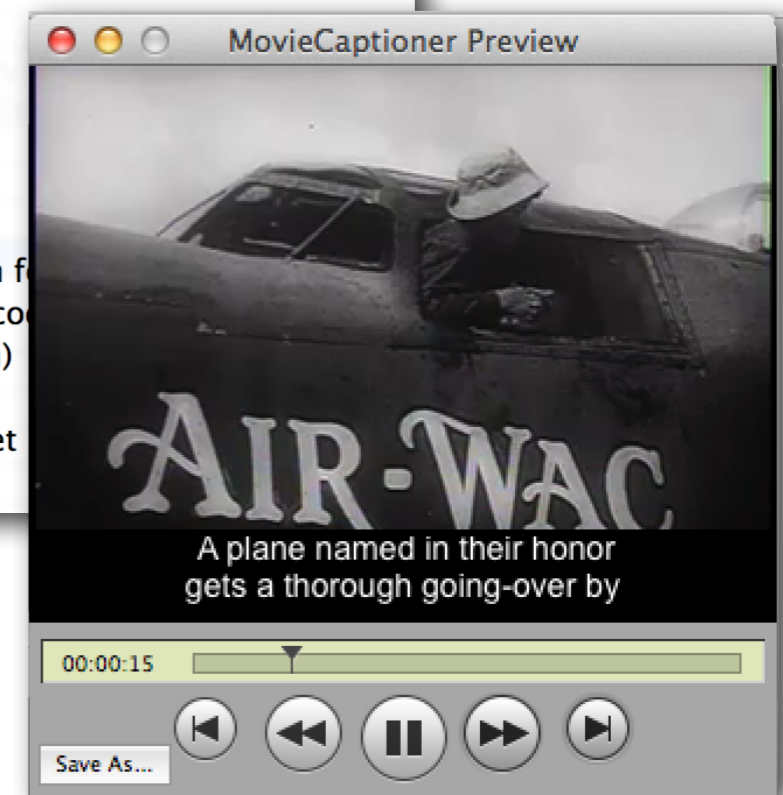 MovieCaptioner Preview
AIR-WAC
A plane named in their honor
gets a thorough going-over by
00:00:15
Save As...
)